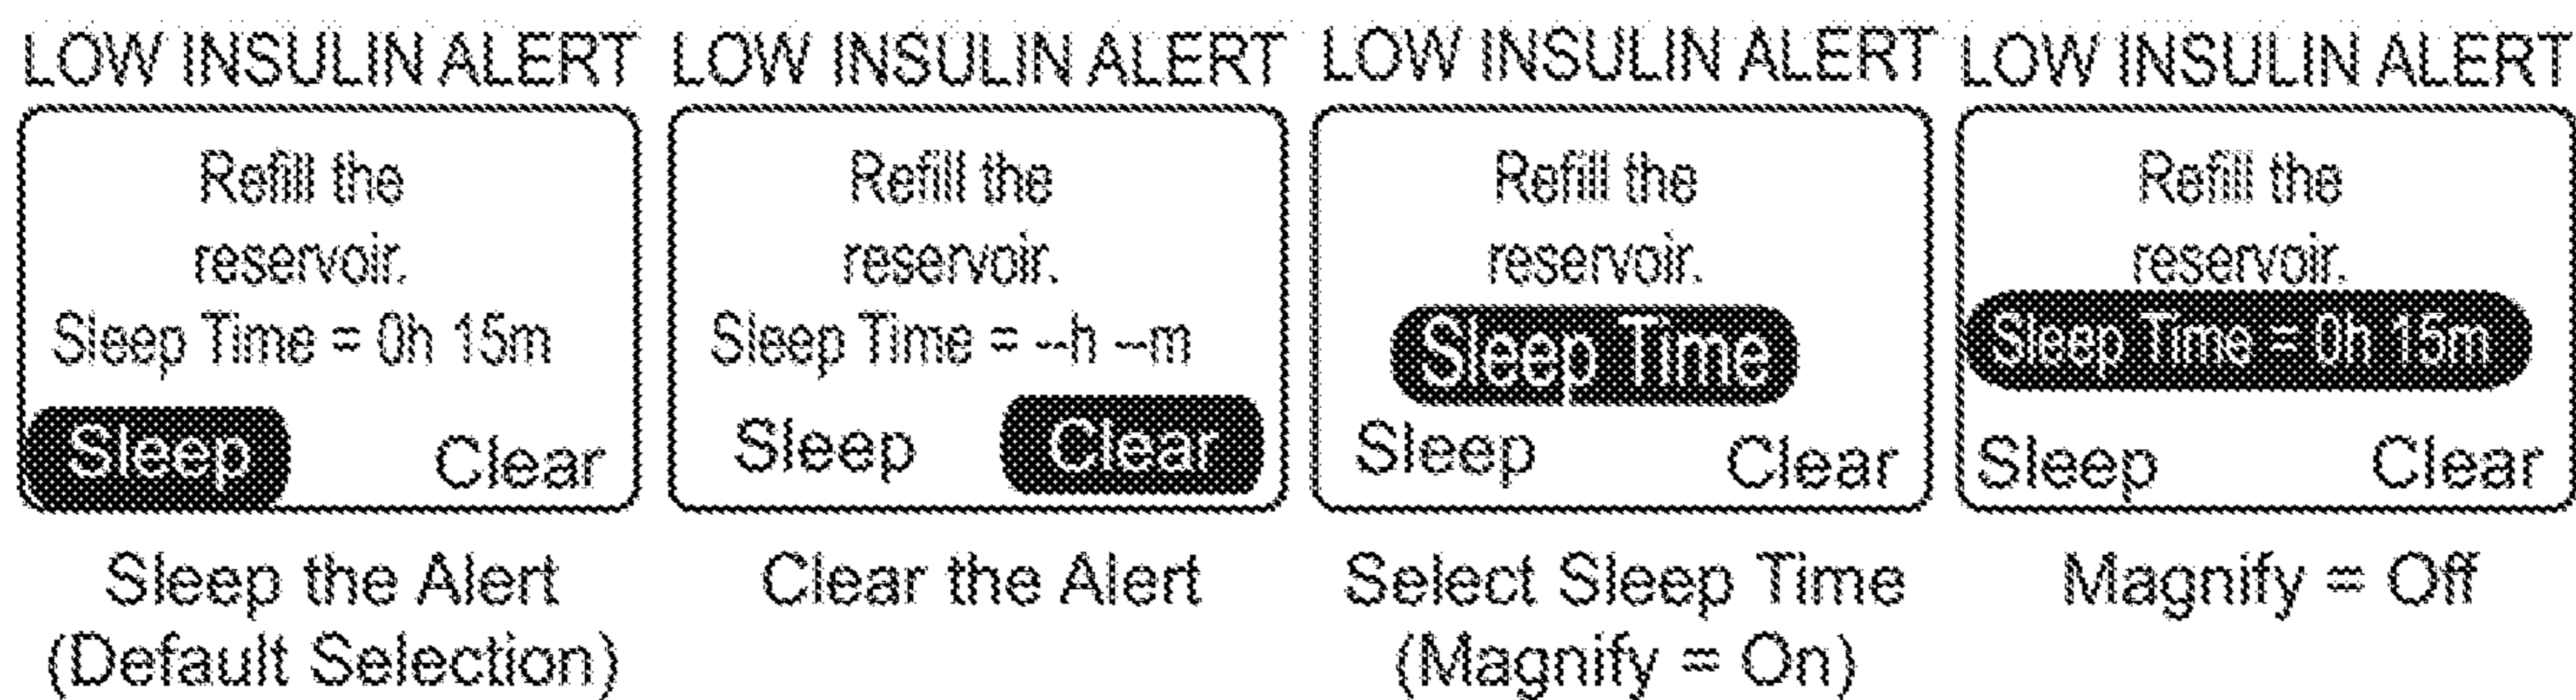 LOW INSULIN ALERT
Refill the
reservoir.
Sleep Time = 0h 15m
Sleep Clear
Sleep the Alert
(Default Selection)
LOW INSULIN ALERT
Refill the
reservoir.
Sleep Time = --h --m
Sleep Clear
Clear the Alert
LOW INSULIN ALERT
Refill the
reservoir.
Sleep Time
Sleep Clear
Select Sleep Time
(Magnify = On)
LOW INSULIN ALERT
Refill the
reservoir.
Sleep Time = 0h 15m
Sleep Clear
Magnify = Off